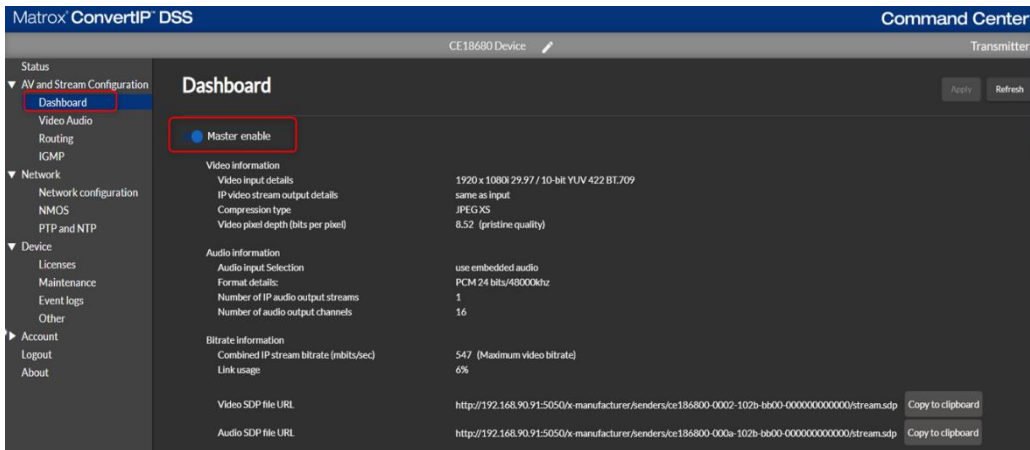 Matrox® ConvertIP™ DSS
Command Center
CE18680 Device
Transmitter
Status
AV and Stream Configuration
Dashboard
Video Audio
Routing
IGMP
Network
Network configuration
NMOS
PTP and NTP
Device
Licenses
Maintenance
Event logs
Other
Account
Logout
About
Dashboard
Apply
Refresh
Master enable
Video information
Video input details 1920 x 1080i 29.97 / 10-bit YUV 422 BT.709
IP video stream output details same as input
Compression type JPEG XS
Video pixel depth (bits per pixel) 8.52 (pristine quality)
Audio information
Audio input Selection use embedded audio
Format details: PCM 24 bits/48000khz
Number of IP audio output streams 1
Number of audio output channels 16
Bitrate information
Combined IP stream bitrate (mbits/sec) 547 (Maximum video bitrate)
Link usage 6%
Video SDP file URL http://192.168.90.91:5050/x-manufacturer/senders/ce186800-0002-102b-bb00-000000000000/stream.sdp Copy to clipboard
Audio SDP file URL http://192.168.90.91:5050/x-manufacturer/senders/ce186800-000a-102b-bb00-000000000000/stream.sdp Copy to clipboard